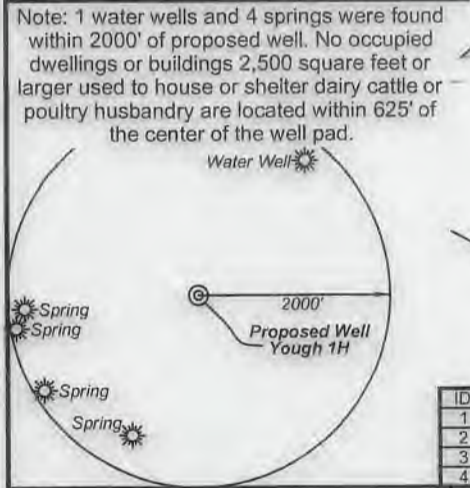 Note: 1 water wells and 4 springs were found
within 2000' of proposed well. No occupied
dwellings or buildings 2,500 square feet or
larger used to house or shelter dairy cattle or
poultry husbandry are located within 625' of
the center of the well pad.
Water Well
2000'
Spring
Spring
Proposed Well
Yough 1H
Spring
Spring
ID
1
2
3
4